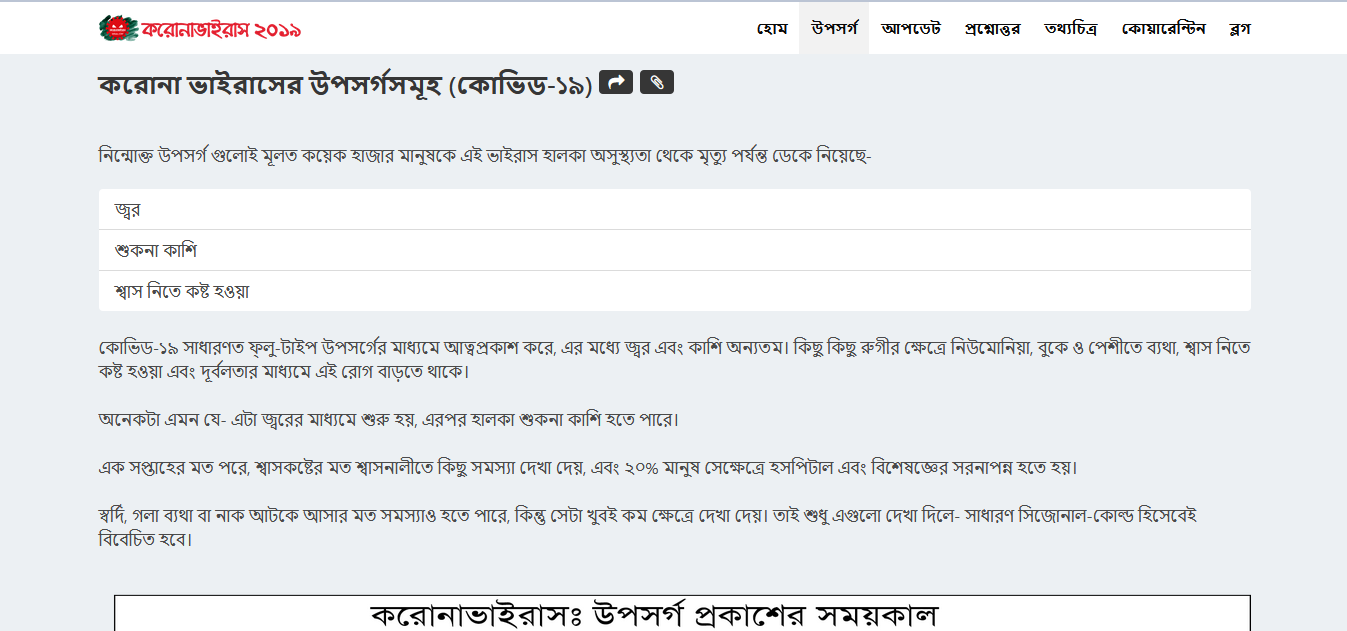 করোনাভাইরাস ২০১৯
হোম উপসর্গ আপডেট প্রশ্নোত্তর তথ্যচিত্র কোয়ারেন্টিন ব্লগ
করোনা ভাইরাসের উপসর্গসমূহ (কোভিড-১৯)
নিন্মোক্ত উপসর্গ গুলোই মূলত কয়েক হাজার মানুষকে এই ভাইরাস হালকা অসুস্থ্যতা থেকে মৃত্যু পর্যন্ত ডেকে নিয়েছে-
জ্বর
শুকনা কাশি
শ্বাস নিতে কষ্ট হওয়া
কোভিড-১৯ সাধারণত ফ্লু-টাইপ উপসর্গের মাধ্যমে আত্বপ্রকাশ করে, এর মধ্যে জ্বর এবং কাশি অন্যতম। কিছু কিছু রুগীর ক্ষেত্রে নিউমোনিয়া, বুকে ও পেশীতে ব্যথা, শ্বাস নিতে
কষ্ট হওয়া এবং দূর্বলতার মাধ্যমে এই রোগ বাড়তে থাকে।
অনেকটা এমন যে- এটা জ্বরের মাধ্যমে শুরু হয়, এরপর হালকা শুকনা কাশি হতে পারে।
এক সপ্তাহের মত পরে, শ্বাসকষ্টের মত শ্বাসনালীতে কিছু সমস্যা দেখা দেয়, এবং ২০% মানুষ সেক্ষেত্রে হসপিটাল এবং বিশেষজ্ঞের সরনাপন্ন হতে হয়।
স্বর্দি, গলা ব্যথা বা নাক আটকে আসার মত সমস্যাও হতে পারে, কিন্তু সেটা খুবই কম ক্ষেত্রে দেখা দেয়। তাই শুধু এগুলো দেখা দিলে- সাধারণ সিজোনাল-কোল্ড হিসেবেই
বিবেচিত হবে।
করোনাভাইরাসঃ উপসর্গ প্রকাশের সময়কাল